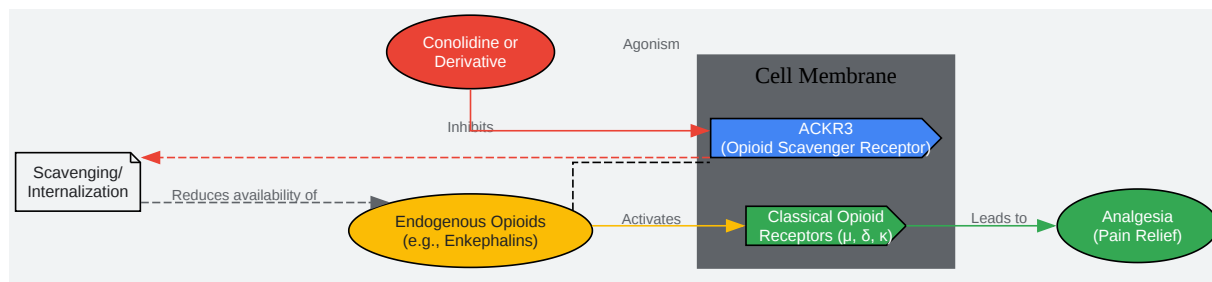 Conolidine or
Derivative
Agonism
Cell Membrane
Inhibits
ACKR3
(Opioid Scavenger Receptor)
Scavenging/
Internalization
Reduces availability of
Endogenous Opioids
(e.g., Enkephalins)
Activates
Classical Opioid
Receptors (μ, δ, κ)
Leads to
Analgesia
(Pain Relief)